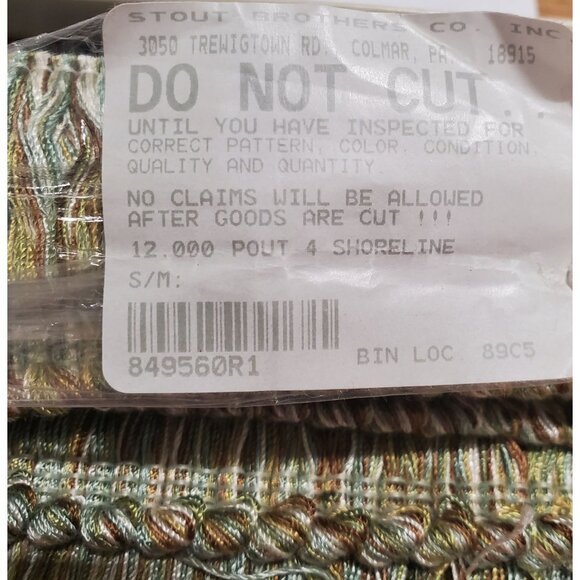 STOUT BROTHERS CO. INC.
3050 TREWIGTOWN RD. COLMAR, PA 18915
DO NOT CUT...
UNTIL YOU HAVE INSPECTED FOR
CORRECT PATTERN, COLOR, CONDITION,
QUALITY AND QUANTITY.
NO CLAIMS WILL BE ALLOWED
AFTER GOODS ARE CUT !!!
12.000 POUT 4 SHORELINE
S/M:
849560R1 BIN LOC 89C5